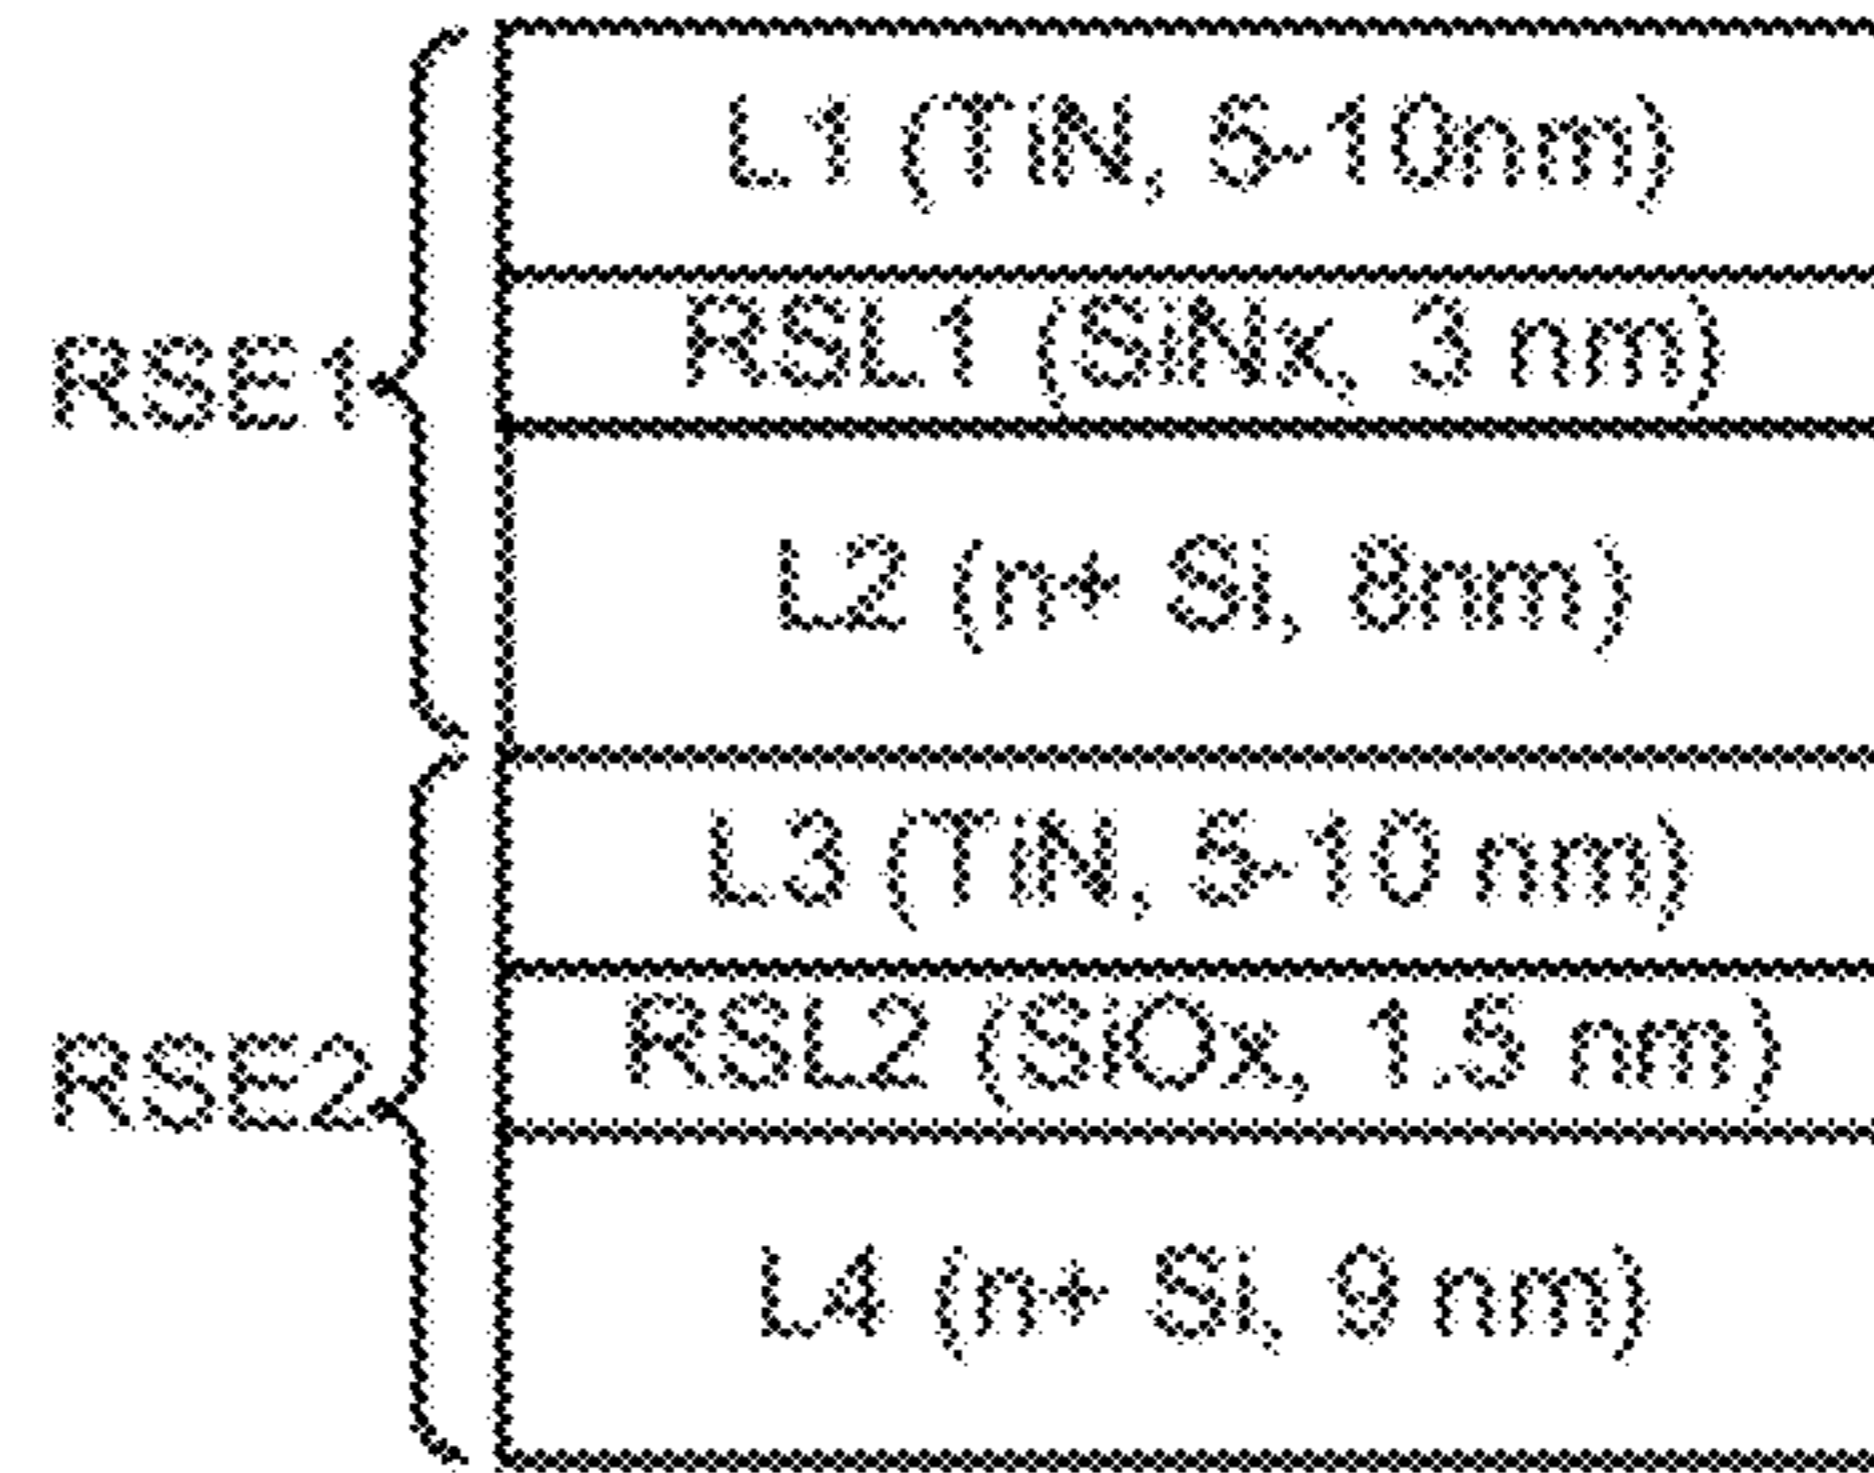 L1 (TiN, 5-10nm)
RSL1 (SiNx, 3 nm)
RSE1
L2 (n+ Si, 8nm)
L3 (TiN, 5-10 nm)
RSL2 (SiOx, 1.5 nm)
RSE2
L4 (n+ Si, 9 nm)